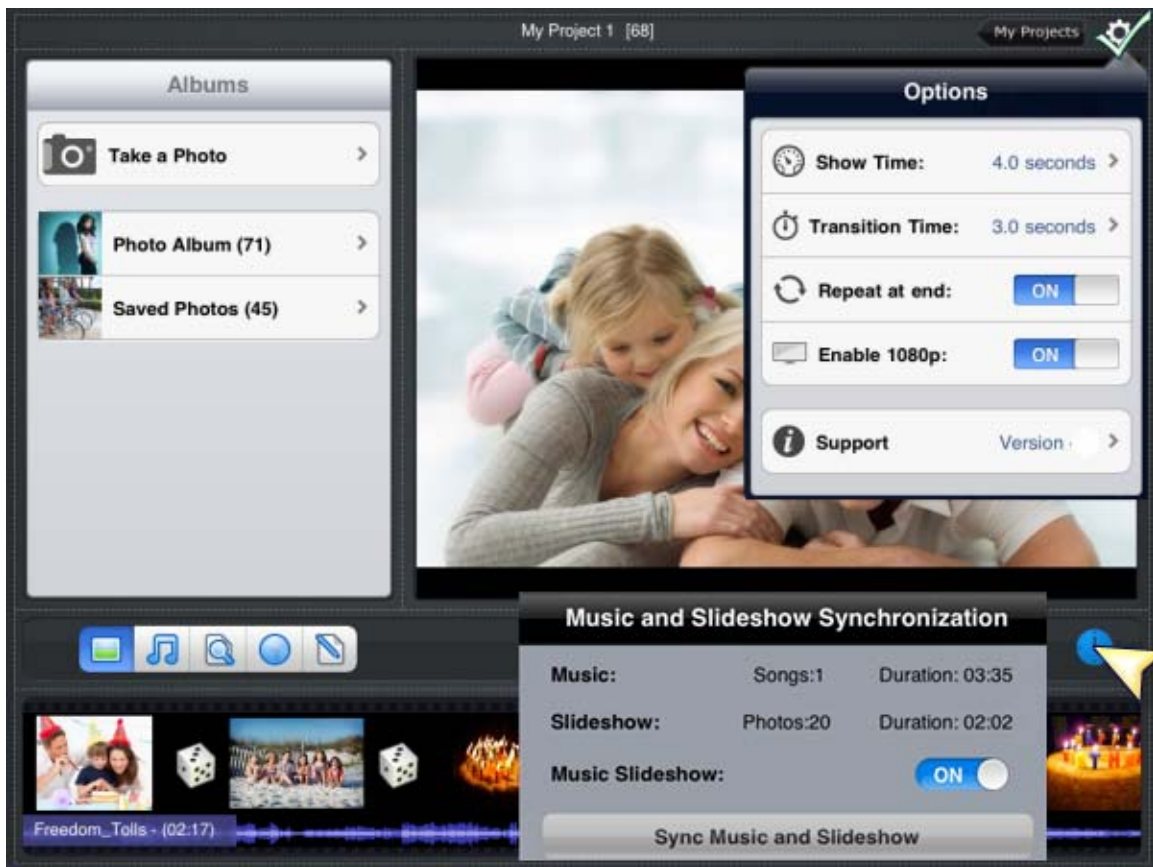 My Project 1 [68]
My Projects
Albums
Take a Photo
Photo Album (71)
Saved Photos (45)
Options
Show Time: 4.0 seconds
Transition Time: 3.0 seconds
Repeat at end: ON
Enable 1080p: ON
Support Version
Music and Slideshow Synchronization
Music: Songs:1 Duration: 03:35
Slideshow: Photos:20 Duration: 02:02
Music Slideshow: ON
Sync Music and Slideshow
Freedom_Tolls - (02:17)